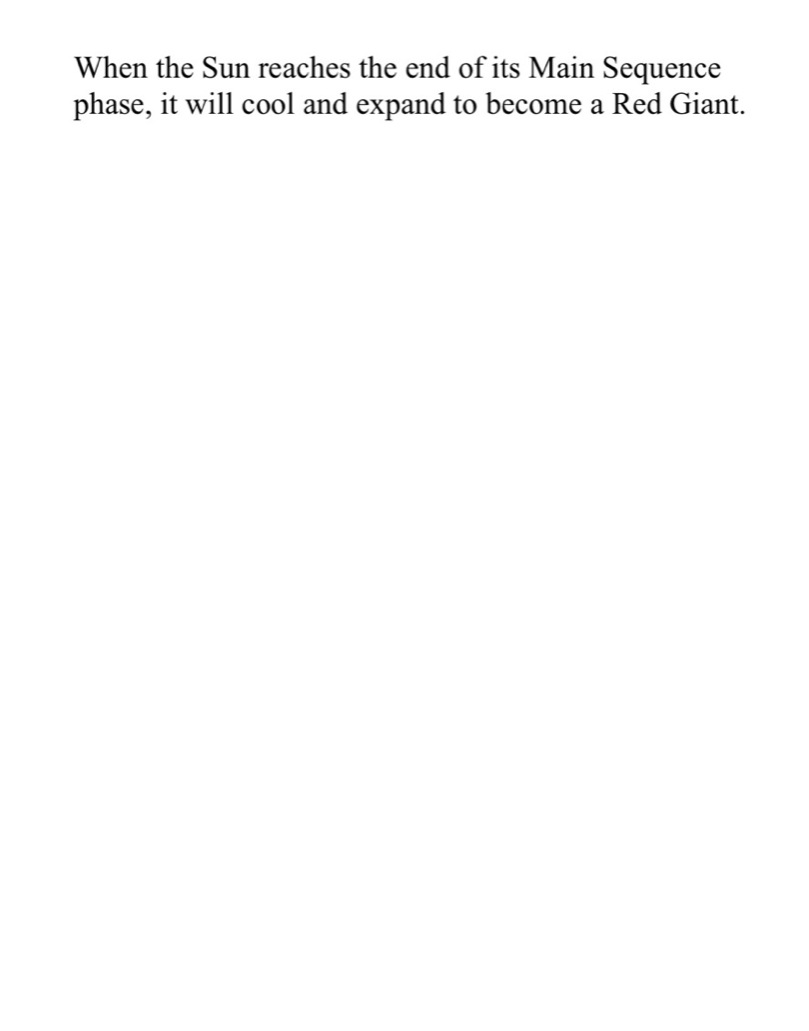 When the Sun reaches the end of its Main Sequence
phase, it will cool and expand to become a Red Giant.